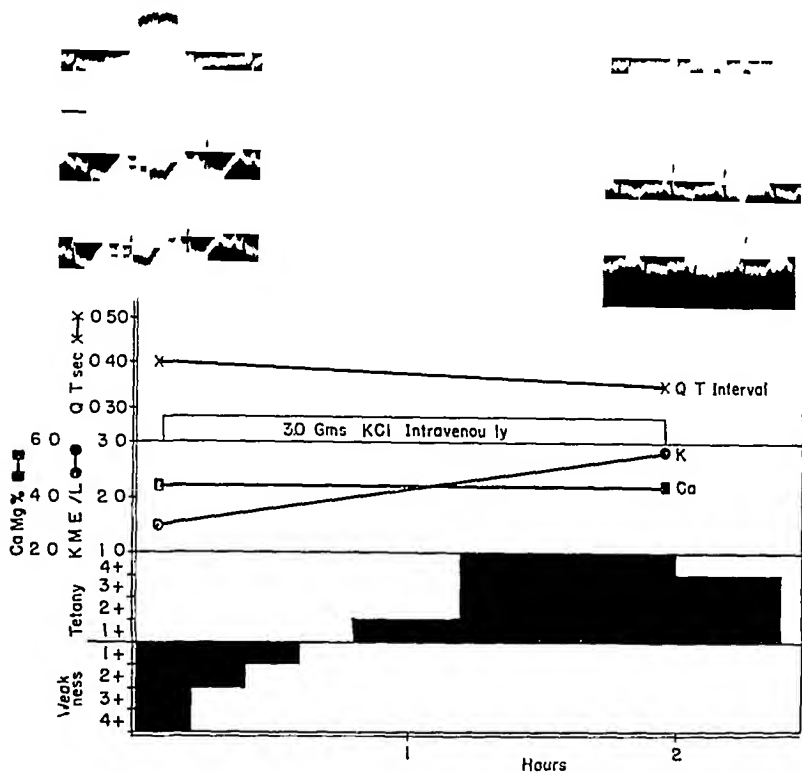 Q T sec X—X
0 50
0 40
0 30
Q T Interval
3.0 Gms KCl Intravenou ly
Ca Mg %
6 0
4 0
2 0
K M E /L
3 0
2 0
1 0
K
Ca
Tetany
4+
3+
2+
1+
Weak
ness
1+
2+
3+
4+
1
2
Hours